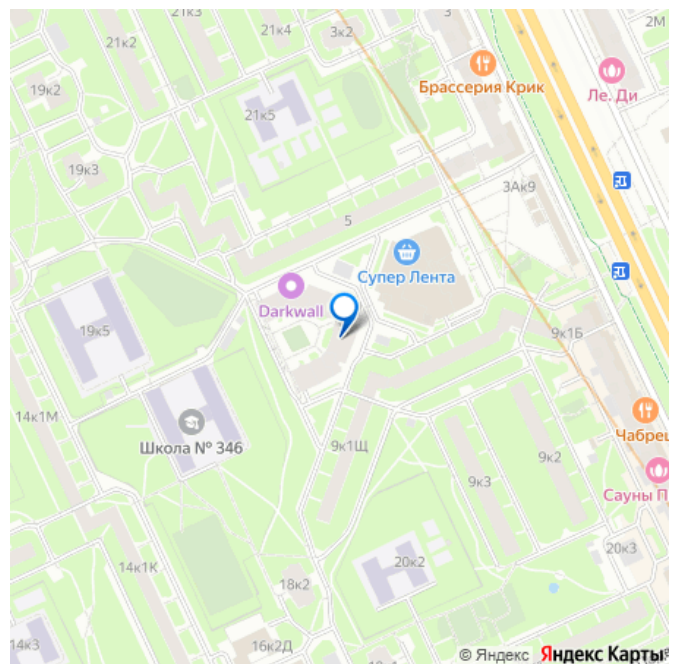 21к3
21к2
21к4
3к2
3
2М
Брассерия Крик
Ле. Ди
19к2
21к5
19к3
3Ак9
5
Супер Лента
Darkwall
19к5
9к1Б
14к1М
Школа № 346
9к1Щ
9к2
9к3
Чабрец
Сауны П
20к2
20к3
14к1К
18к2
14к3
16к2Д
© Яндекс Яндекс Карты